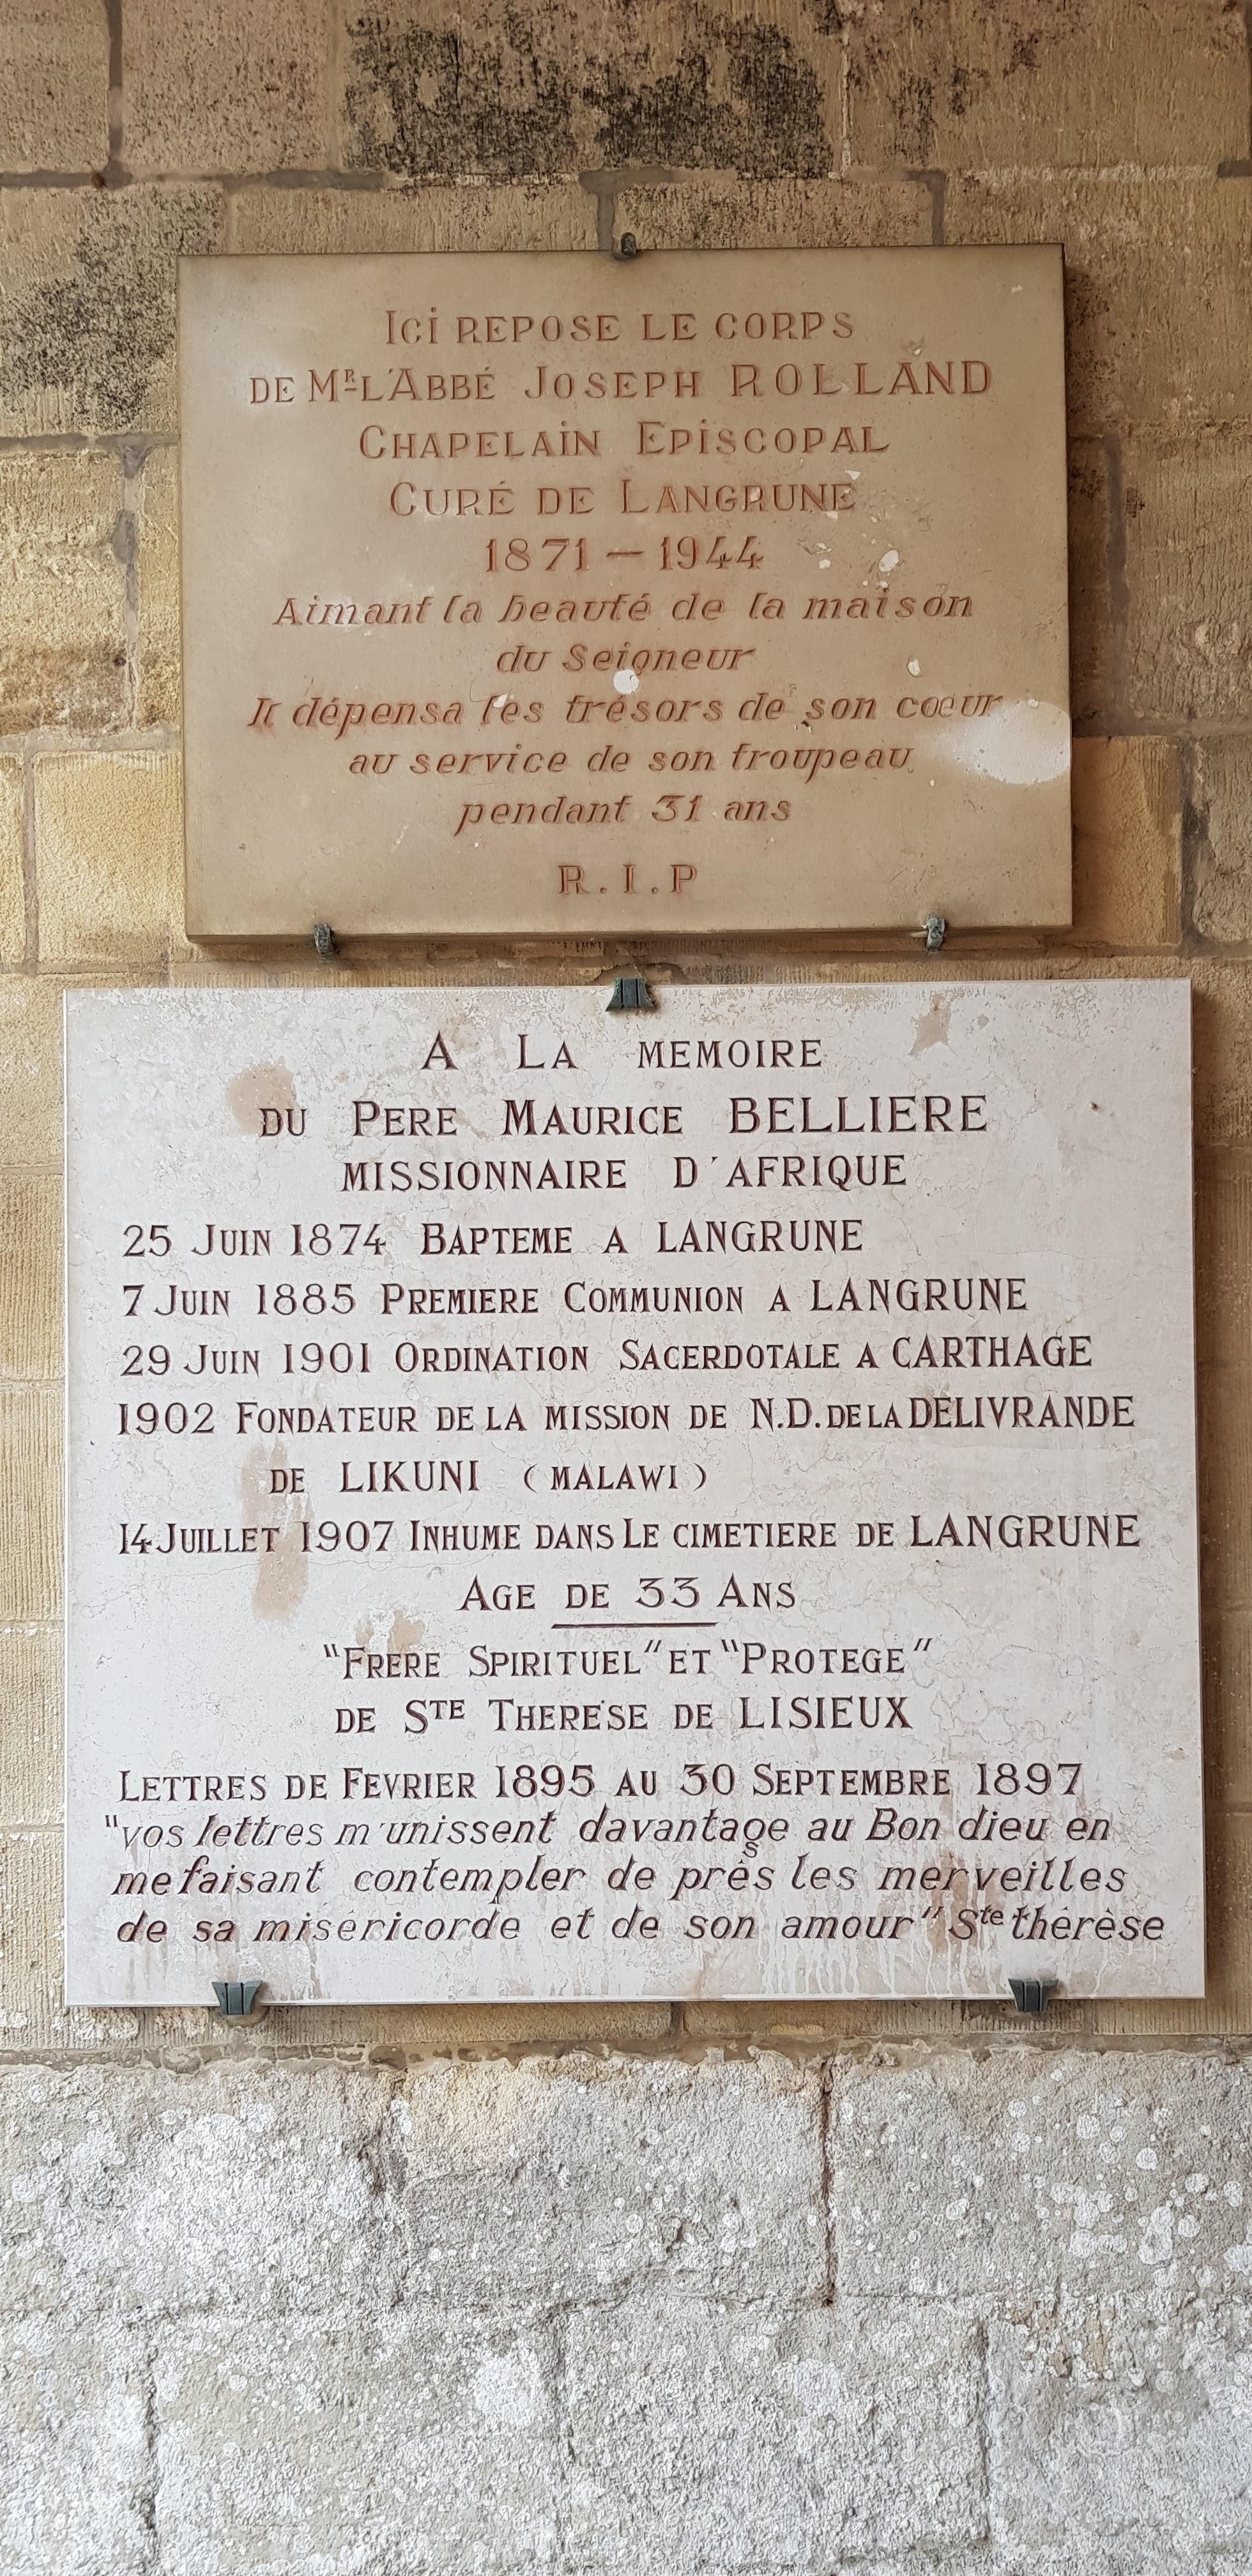 Ici REPOSE LE CORPS
DE MR L'ABBÉ JOSEPH ROLLAND
CHAPELAIN EPISCOPAL
CURÉ DE LANGRUNE
1871 — 1944
Aimant la beauté de la maison
du Seigneur
Il dépensa les trésors de son cœur
au service de son troupeau
pendant 31 ans
R.I.P
A LA MEMOIRE
DU PERE MAURICE BELLIERE
MISSIONNAIRE D'AFRIQUE
25 JUIN 1874 BAPTEME A LANGRUNE
7 JUIN 1885 PREMIERE COMMUNION A LANGRUNE
29 JUIN 1901 ORDINATION SACERDOTALE A CARTHAGE
1902 FONDATEUR DE LA MISSION DE N.D. DE LA DELIVRANDE
DE LIKUNI (MALAWI)
14 JUILLET 1907 INHUME DANS LE CIMETIERE DE LANGRUNE
AGE DE 33 ANS
"FRERE SPIRITUEL" ET "PROTEGE"
DE STE THERESE DE LISIEUX
LETTRES DE FEVRIER 1895 AU 30 SEPTEMBRE 1897
"vos lettres m'unissent davantage au Bon dieu en
me faisant contempler de près les merveilles
de sa miséricorde et de son amour" Ste thérèse